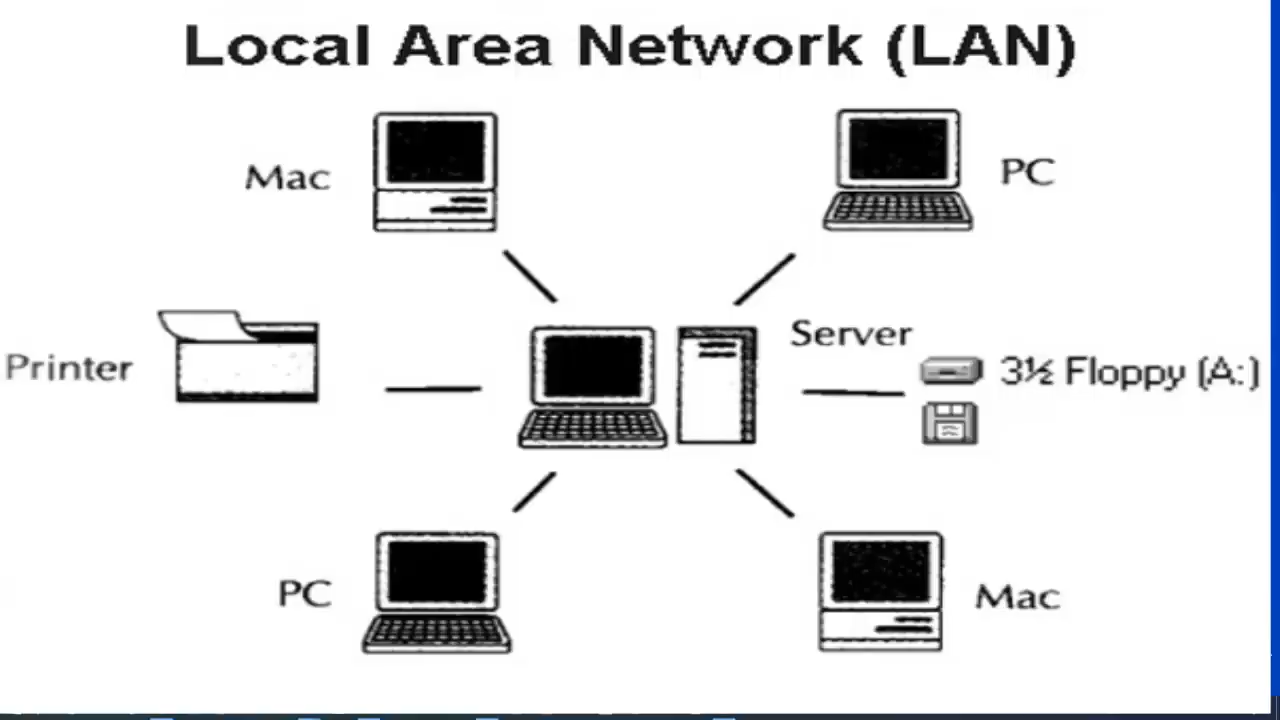 Local Area Network (LAN)
Mac
PC
Printer
Server
3½ Floppy (A:)
PC
Mac